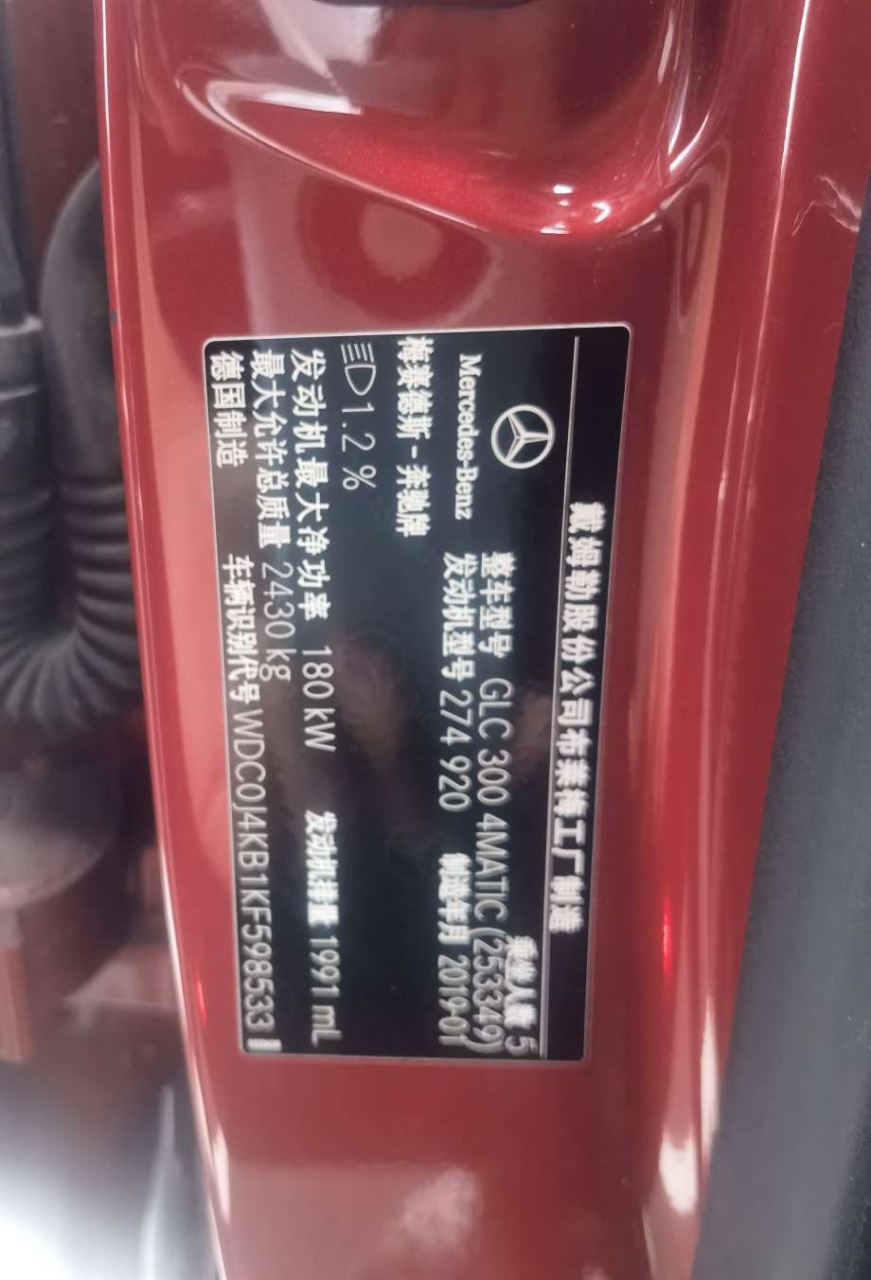 戴姆勒股份公司布莱梅工厂制造
乘坐人数 5
Mercedes-Benz
整车型号 GLC 300 4MATIC (253349)
梅赛德斯-奔驰牌
发动机型号 274 920
制造年月 2019-01
1.2 %
发动机最大净功率 180 kW
发动机排量 1991 mL
最大允许总质量 2430 kg
德国制造
车辆识别代号 WDC0J4KB1KF598533